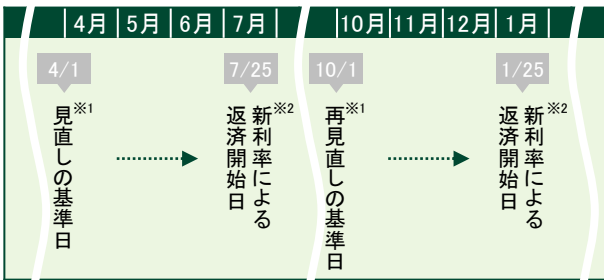 4月 5月 6月 7月 10月 11月 12月 1月
4/1 7/25 10/1 1/25
見直しの基準日※1
新利率による※2
返済開始日
再見直しの基準日※1
新利率による※2
返済開始日